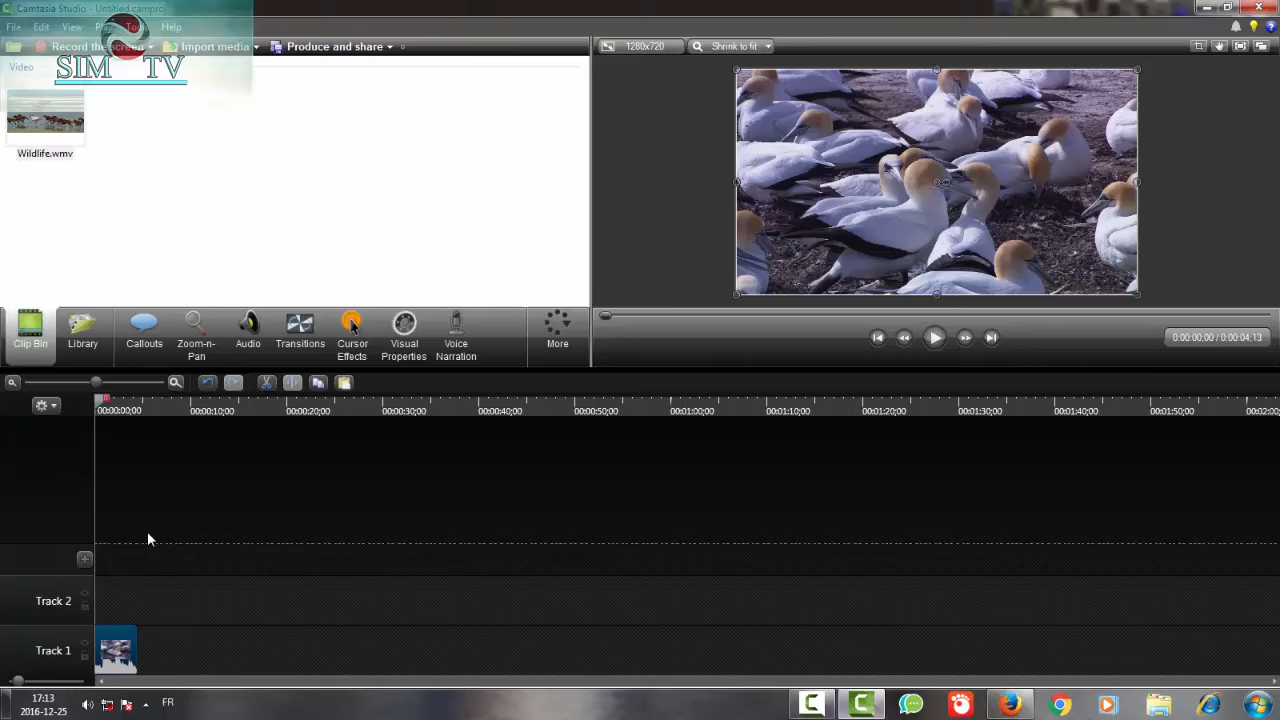 Camtasia Studio - Untitled.camproj
File Edit View Play Tools Help
Record the screen Import media Produce and share
1280x720 Shrink to fit
SIM TV
Video
Wildlife.wmv
Clip Bin Library Callouts Zoom-n-Pan Audio Transitions Cursor Effects Visual Properties Voice Narration More
0:00:00;00 / 0:00:04;13
00:00:00;00 00:00:10;00 00:00:20;00 00:00:30;00 00:00:40;00 00:00:50;00 00:01:00;00 00:01:10;00 00:01:20;00 00:01:30;00 00:01:40;00 00:01:50;00 00:02:00;
Track 2
Track 1
17:13
2016-12-25
FR